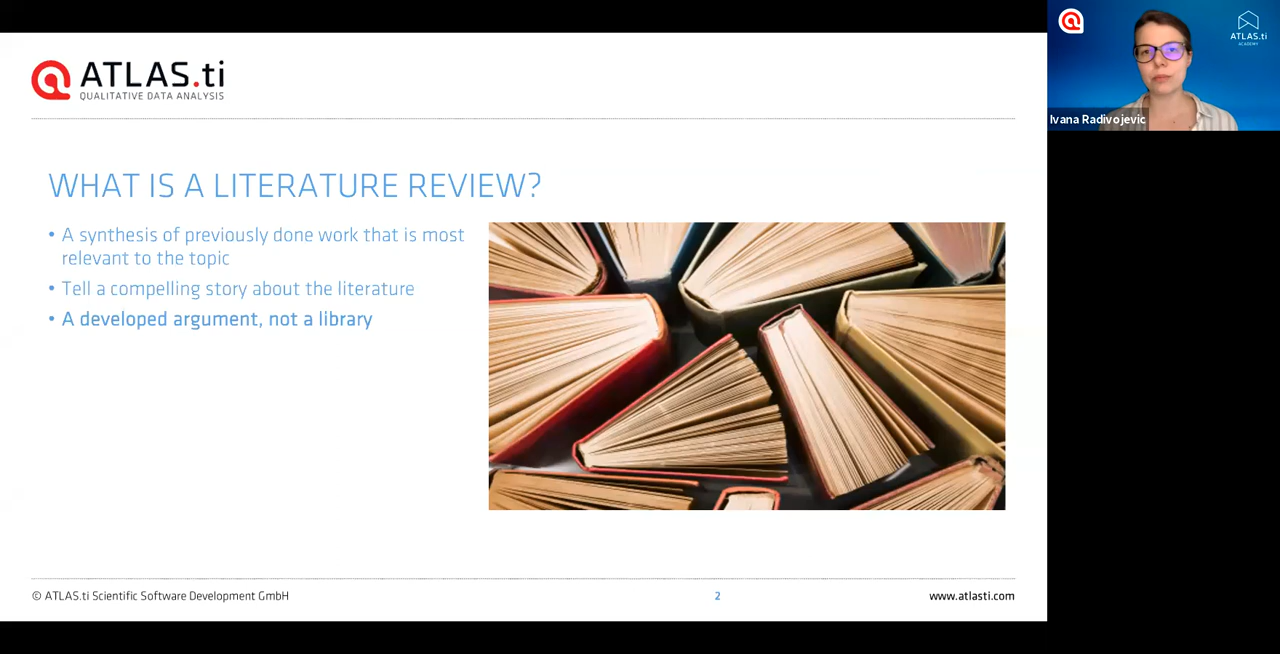 ATLAS.ti
QUALITATIVE DATA ANALYSIS
WHAT IS A LITERATURE REVIEW?
• A synthesis of previously done work that is most
relevant to the topic
• Tell a compelling story about the literature
• A developed argument, not a library
© ATLAS.ti Scientific Software Development GmbH
2
www.atlasti.com
ATLAS.ti
ACADEMY
Ivana Radivojevic